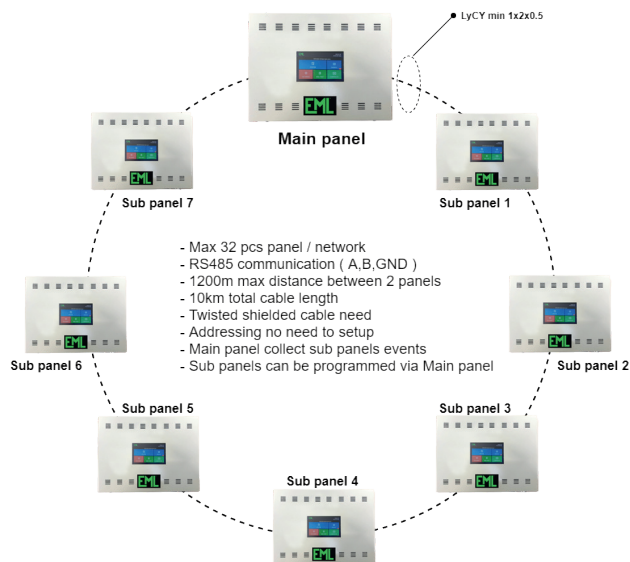 LyCY min 1x2x0.5
EML
Main panel
EML
Sub panel 7
EML
Sub panel 1
- Max 32 pcs panel / network
- RS485 communication ( A,B,GND )
- 1200m max distance between 2 panels
- 10km total cable length
- Twisted shielded cable need
- Addressing no need to setup
- Main panel collect sub panels events
- Sub panels can be programmed via Main panel
EML
Sub panel 6
EML
Sub panel 2
Sub panel 5
EML
Sub panel 3
EML
Sub panel 4
EML